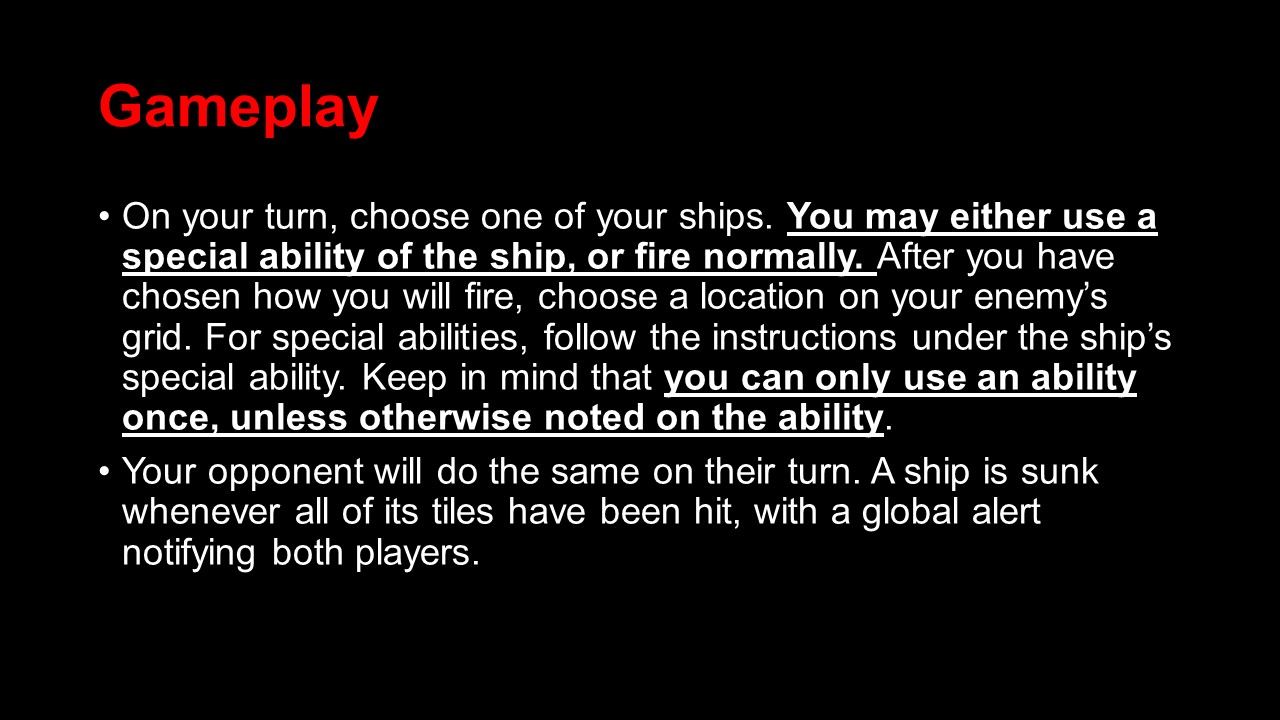 Gameplay
• On your turn, choose one of your ships. You may either use a
special ability of the ship, or fire normally. After you have
chosen how you will fire, choose a location on your enemy’s
grid. For special abilities, follow the instructions under the ship’s
special ability. Keep in mind that you can only use an ability
once, unless otherwise noted on the ability.
• Your opponent will do the same on their turn. A ship is sunk
whenever all of its tiles have been hit, with a global alert
notifying both players.